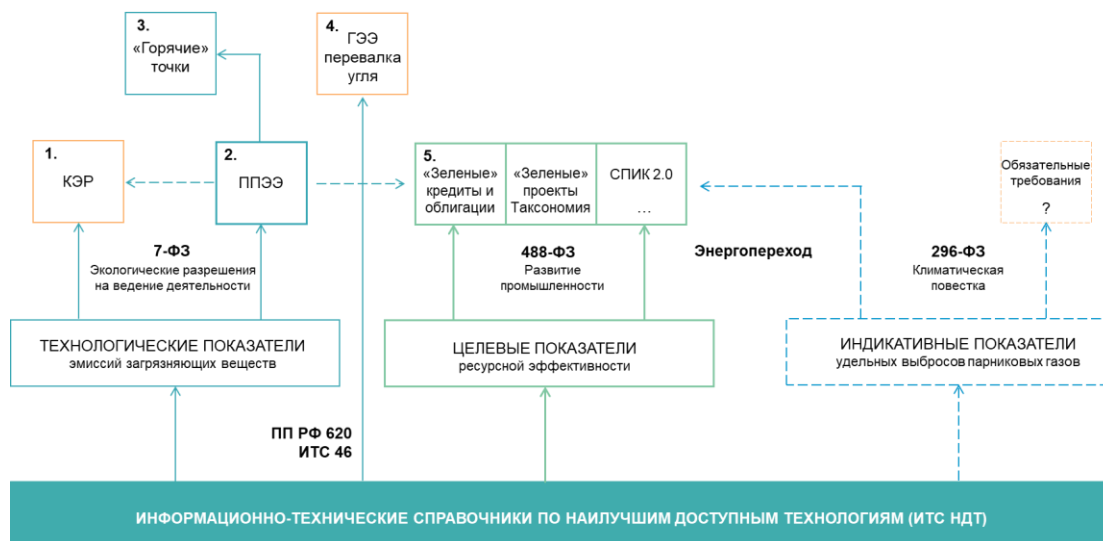 3.
«Горячие»
точки
4.
ГЭЭ
перевалка
угля
1.
КЭР
2.
ППЭЭ
5.
«Зеленые»
кредиты и
облигации
«Зеленые»
проекты
Таксономия
СПИК 2.0
...
Обязательные
требования
?
7-ФЗ
Экологические разрешения
на ведение деятельности
488-ФЗ
Развитие
промышленности
Энергопереход
296-ФЗ
Климатическая
повестка
ТЕХНОЛОГИЧЕСКИЕ ПОКАЗАТЕЛИ
эмиссий загрязняющих веществ
ЦЕЛЕВЫЕ ПОКАЗАТЕЛИ
ресурсной эффективности
ИНДИКАТИВНЫЕ ПОКАЗАТЕЛИ
удельных выбросов парниковых газов
ПП РФ 620
ИТС 46
ИНФОРМАЦИОННО-ТЕХНИЧЕСКИЕ СПРАВОЧНИКИ ПО НАИЛУЧШИМ ДОСТУПНЫМ ТЕХНОЛОГИЯМ (ИТС НДТ)